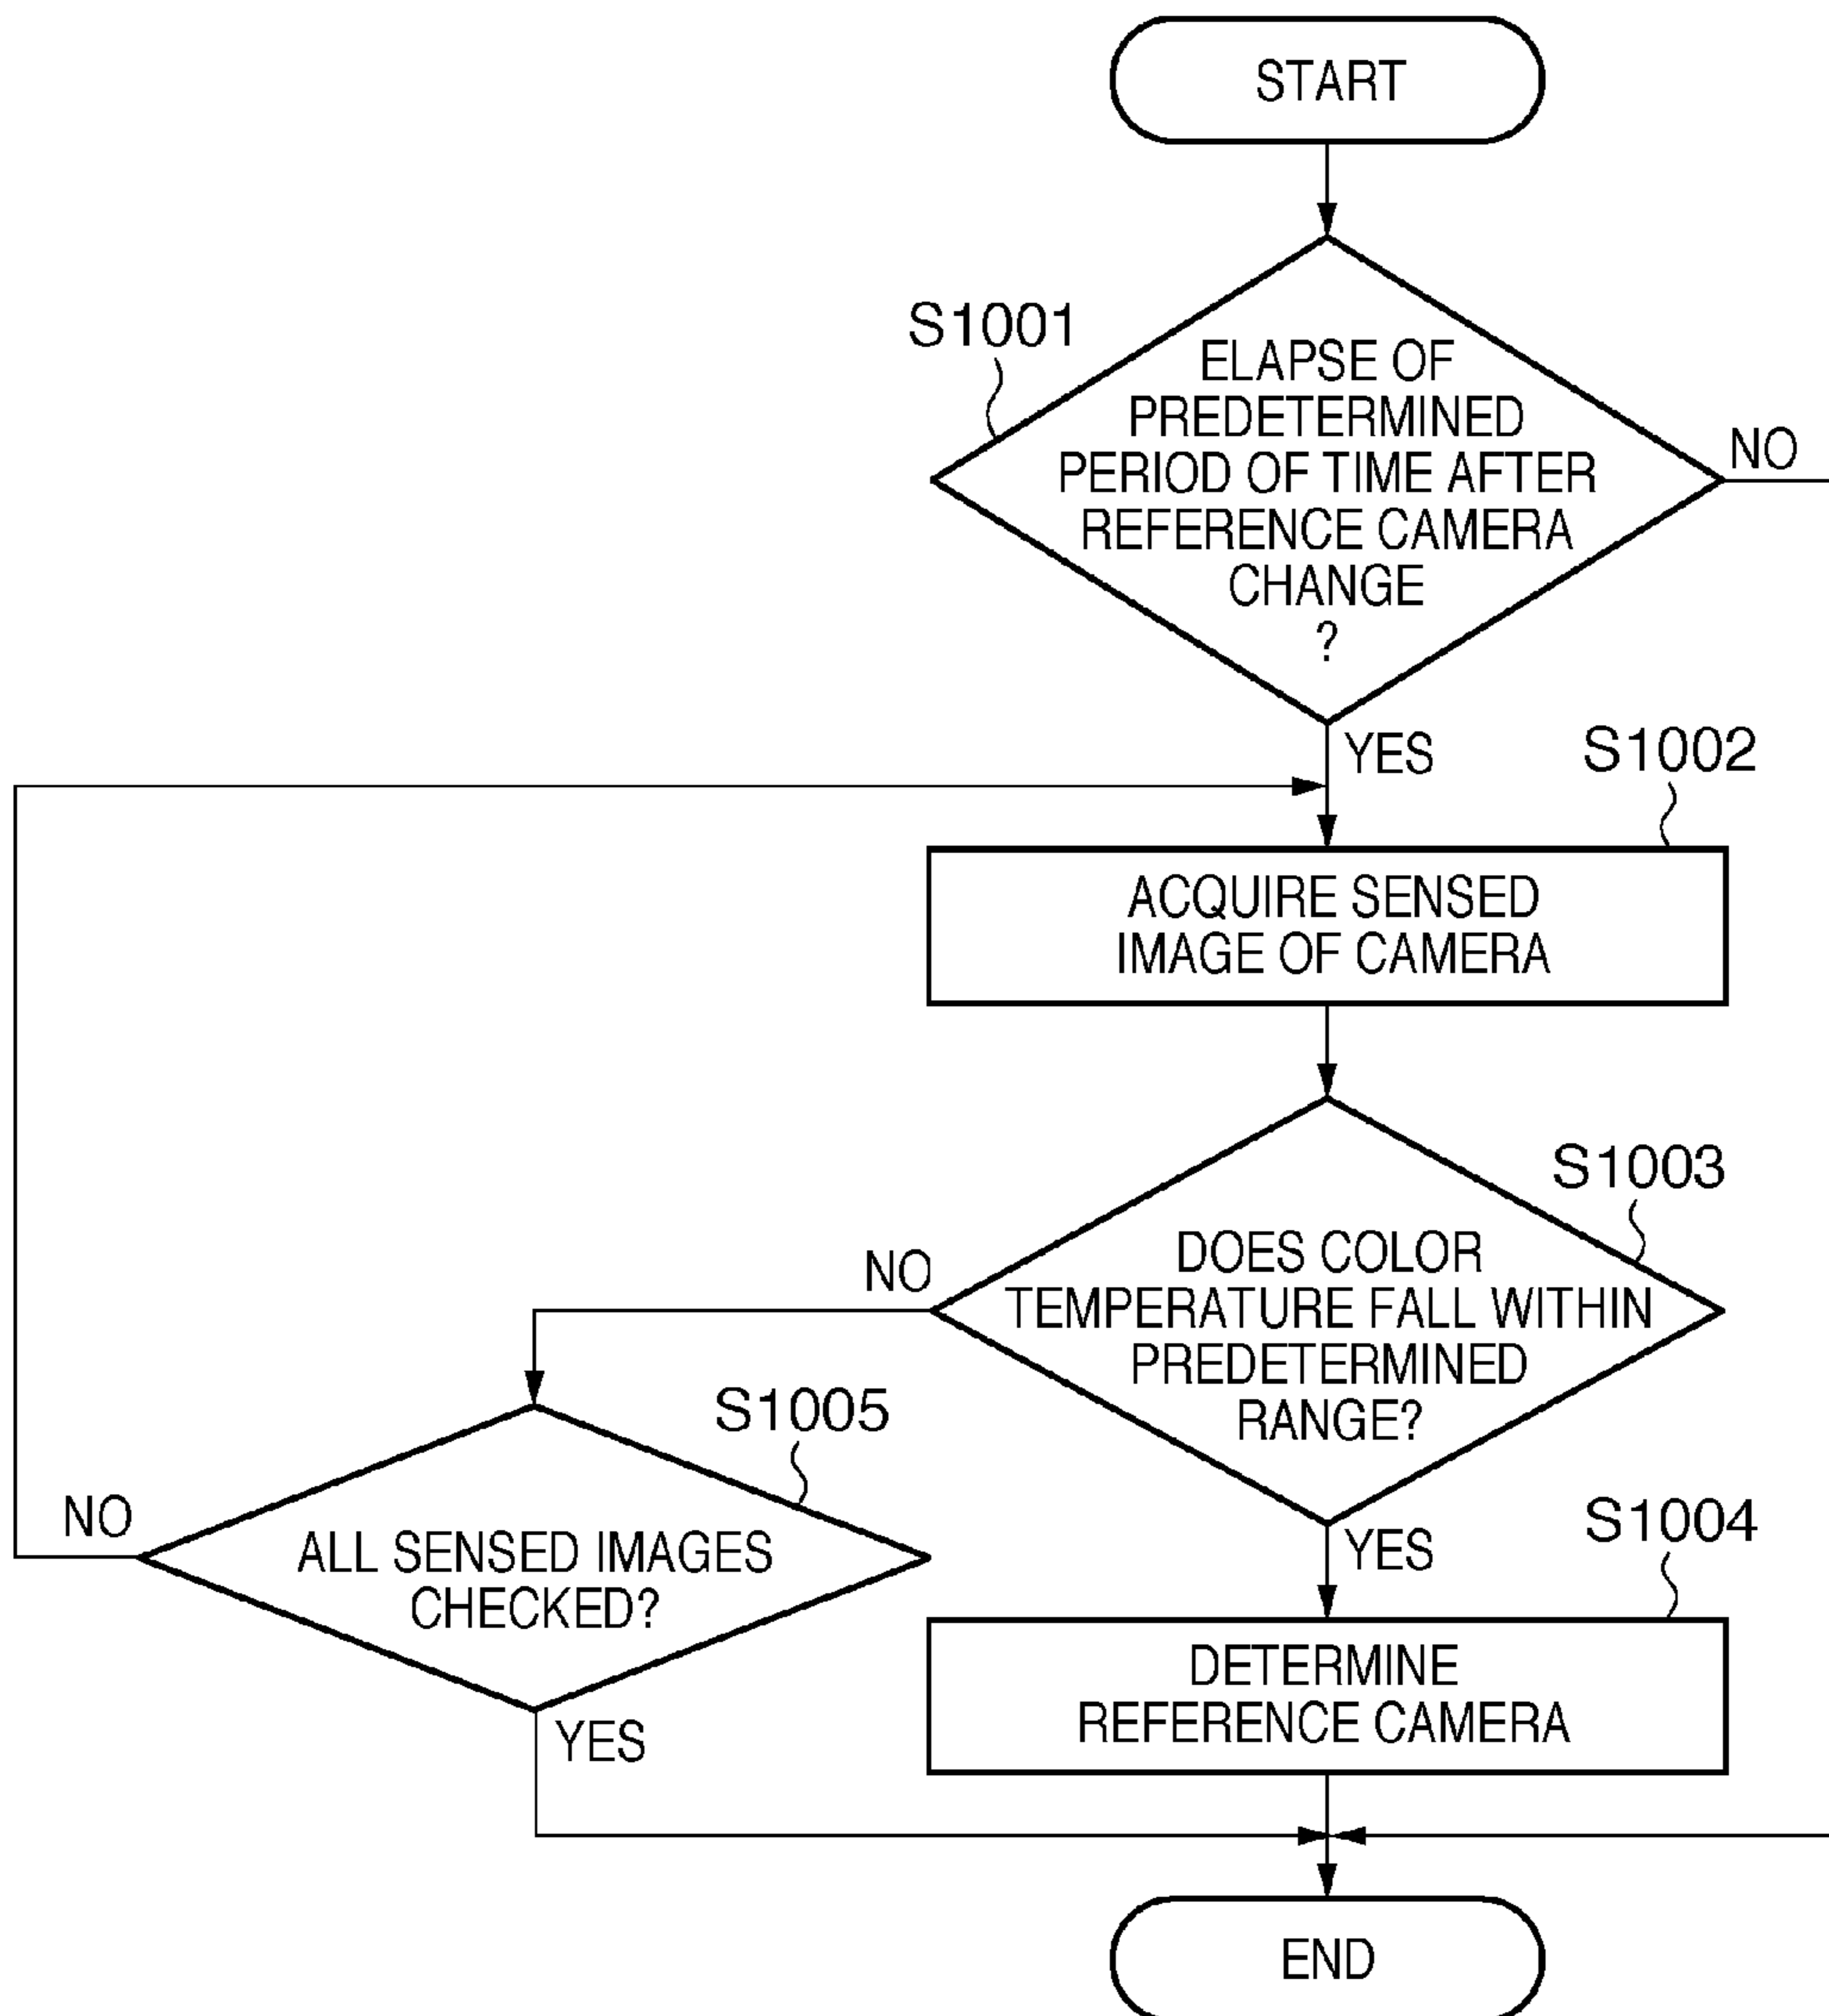 START
S1001
ELAPSE OF
PREDETERMINED
PERIOD OF TIME AFTER
REFERENCE CAMERA
CHANGE
?
NO
YES
S1002
ACQUIRE SENSED
IMAGE OF CAMERA
S1003
DOES COLOR
TEMPERATURE FALL WITHIN
PREDETERMINED
RANGE?
NO
YES
S1005
ALL SENSED IMAGES
CHECKED?
NO
YES
S1004
DETERMINE
REFERENCE CAMERA
END